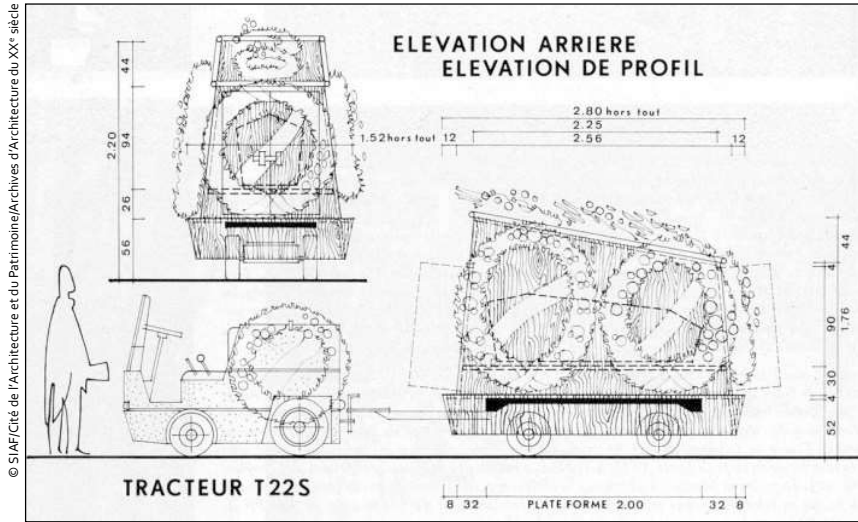 © SIAF/Cité de l'Architecture et du Patrimoine/Archives d'Architecture du XXe siècle
ELEVATION ARRIERE
ELEVATION DE PROFIL
44
94
2.20
26
56
1.52 hors tout
2.80 hors tout
2.25
12 2.56 12
44
4
90
1.76
30
4
52
TRACTEUR T22S
8 32 PLATE FORME 2.00 32 8